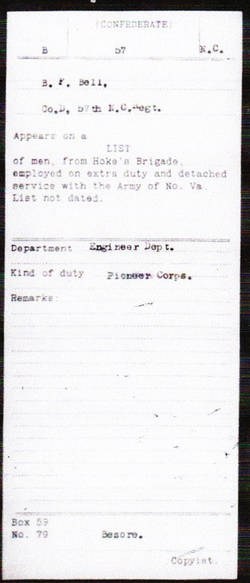 (CONFEDERATE)
B 57 N.C.
B. F. Bell,
Co.D, 57th N.C.Regt.
Appears on a
LIST
of men, from Hoke's Brigade,
employed on extra duty and detached
service with the Army of No. Va.
List not dated.
Department Engineer Dept.
Kind of duty Pioneer Corps.
Remarks:
Box 59
No. 79 Besore.
Copyist.